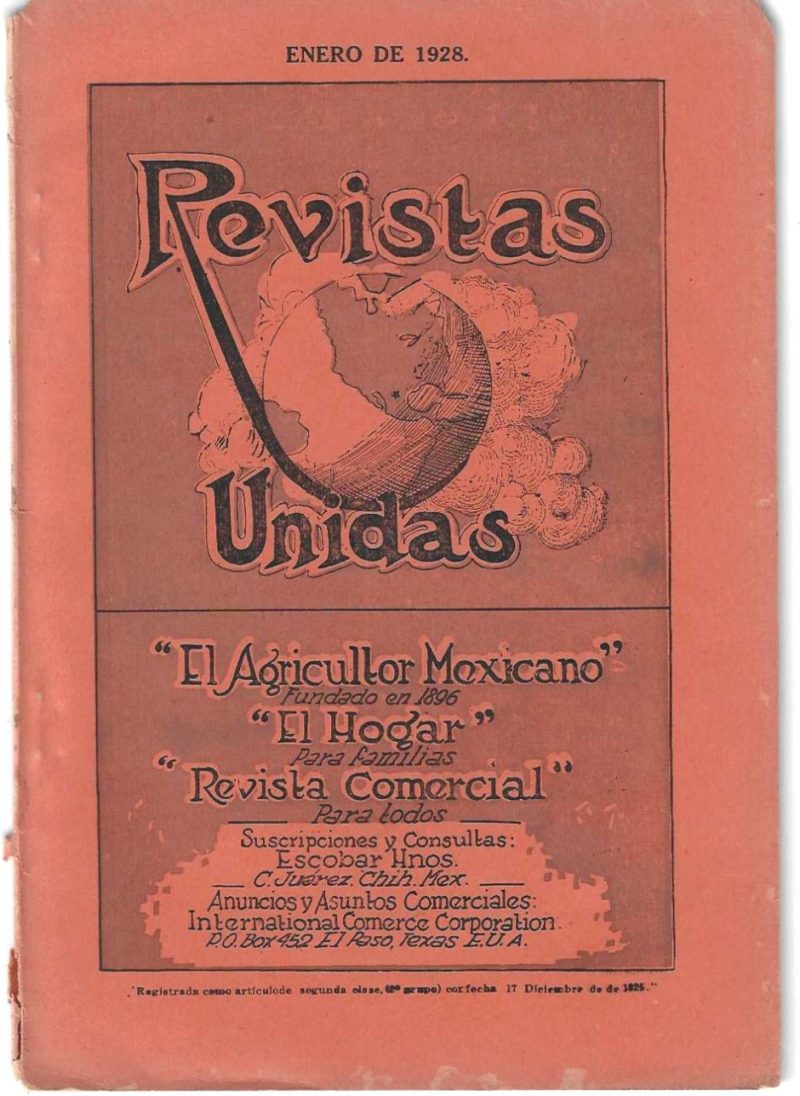 ENERO DE 1928.
Revistas
Unidas
"El Agricultor Mexicano"
Fundado en 1896
"El Hogar"
Para familias
"Revista Comercial"
Para todos
Suscripciones y Consultas:
Escobar Hnos.
C. Juárez. Chih. Mex.
Anuncios y Asuntos Comerciales:
International Comerce Corporation.
P.O. Box 452 El Paso, Texas E.U.A.
"Registrada como artículode segunda clase, (2º grupo) cor fecha 17 Diciembre de de